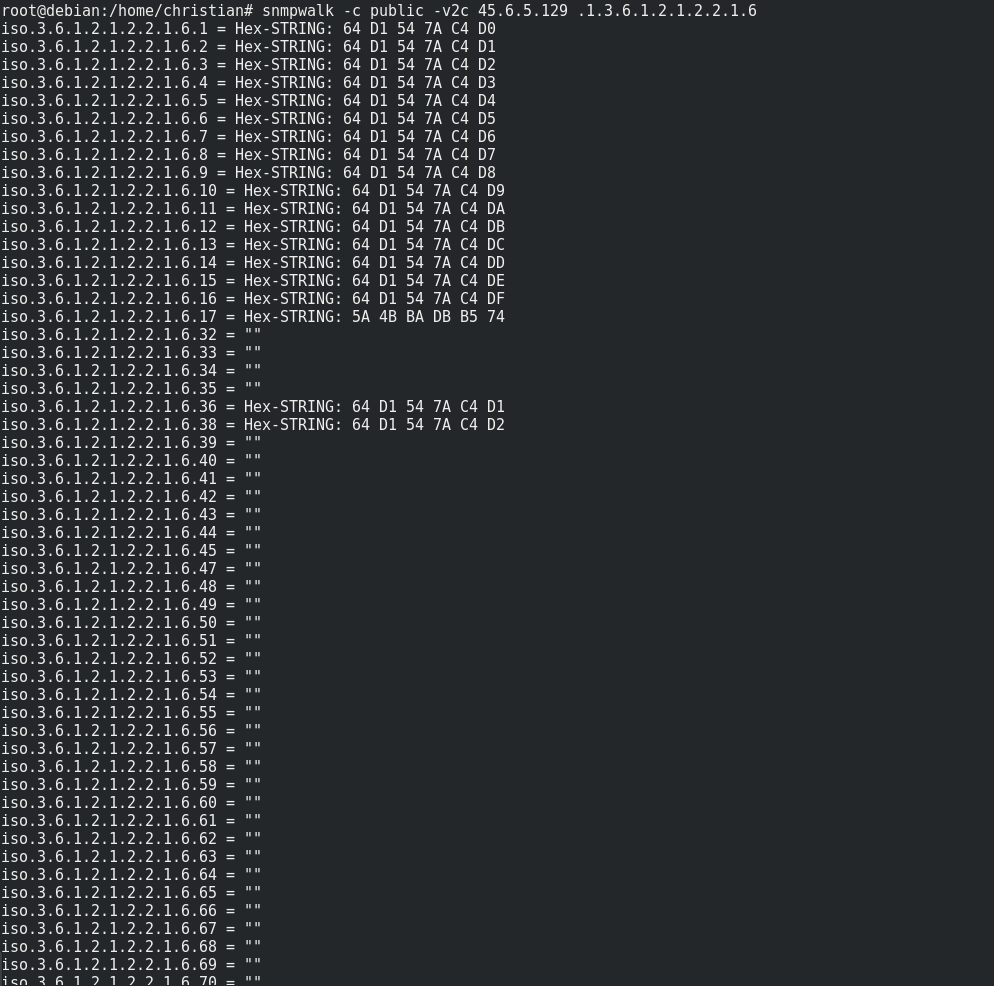 root@debian:/home/christian# snmpwalk -c public -v2c 45.6.5.129 .1.3.6.1.2.1.2.2.1.6
iso.3.6.1.2.1.2.2.1.6.1 = Hex-STRING: 64 D1 54 7A C4 D0
iso.3.6.1.2.1.2.2.1.6.2 = Hex-STRING: 64 D1 54 7A C4 D1
iso.3.6.1.2.1.2.2.1.6.3 = Hex-STRING: 64 D1 54 7A C4 D2
iso.3.6.1.2.1.2.2.1.6.4 = Hex-STRING: 64 D1 54 7A C4 D3
iso.3.6.1.2.1.2.2.1.6.5 = Hex-STRING: 64 D1 54 7A C4 D4
iso.3.6.1.2.1.2.2.1.6.6 = Hex-STRING: 64 D1 54 7A C4 D5
iso.3.6.1.2.1.2.2.1.6.7 = Hex-STRING: 64 D1 54 7A C4 D6
iso.3.6.1.2.1.2.2.1.6.8 = Hex-STRING: 64 D1 54 7A C4 D7
iso.3.6.1.2.1.2.2.1.6.9 = Hex-STRING: 64 D1 54 7A C4 D8
iso.3.6.1.2.1.2.2.1.6.10 = Hex-STRING: 64 D1 54 7A C4 D9
iso.3.6.1.2.1.2.2.1.6.11 = Hex-STRING: 64 D1 54 7A C4 DA
iso.3.6.1.2.1.2.2.1.6.12 = Hex-STRING: 64 D1 54 7A C4 DB
iso.3.6.1.2.1.2.2.1.6.13 = Hex-STRING: 64 D1 54 7A C4 DC
iso.3.6.1.2.1.2.2.1.6.14 = Hex-STRING: 64 D1 54 7A C4 DD
iso.3.6.1.2.1.2.2.1.6.15 = Hex-STRING: 64 D1 54 7A C4 DE
iso.3.6.1.2.1.2.2.1.6.16 = Hex-STRING: 64 D1 54 7A C4 DF
iso.3.6.1.2.1.2.2.1.6.17 = Hex-STRING: 5A 4B BA DB B5 74
iso.3.6.1.2.1.2.2.1.6.32 = ""
iso.3.6.1.2.1.2.2.1.6.33 = ""
iso.3.6.1.2.1.2.2.1.6.34 = ""
iso.3.6.1.2.1.2.2.1.6.35 = ""
iso.3.6.1.2.1.2.2.1.6.36 = Hex-STRING: 64 D1 54 7A C4 D1
iso.3.6.1.2.1.2.2.1.6.38 = Hex-STRING: 64 D1 54 7A C4 D2
iso.3.6.1.2.1.2.2.1.6.39 = ""
iso.3.6.1.2.1.2.2.1.6.40 = ""
iso.3.6.1.2.1.2.2.1.6.41 = ""
iso.3.6.1.2.1.2.2.1.6.42 = ""
iso.3.6.1.2.1.2.2.1.6.43 = ""
iso.3.6.1.2.1.2.2.1.6.44 = ""
iso.3.6.1.2.1.2.2.1.6.45 = ""
iso.3.6.1.2.1.2.2.1.6.47 = ""
iso.3.6.1.2.1.2.2.1.6.48 = ""
iso.3.6.1.2.1.2.2.1.6.49 = ""
iso.3.6.1.2.1.2.2.1.6.50 = ""
iso.3.6.1.2.1.2.2.1.6.51 = ""
iso.3.6.1.2.1.2.2.1.6.52 = ""
iso.3.6.1.2.1.2.2.1.6.53 = ""
iso.3.6.1.2.1.2.2.1.6.54 = ""
iso.3.6.1.2.1.2.2.1.6.55 = ""
iso.3.6.1.2.1.2.2.1.6.56 = ""
iso.3.6.1.2.1.2.2.1.6.57 = ""
iso.3.6.1.2.1.2.2.1.6.58 = ""
iso.3.6.1.2.1.2.2.1.6.59 = ""
iso.3.6.1.2.1.2.2.1.6.60 = ""
iso.3.6.1.2.1.2.2.1.6.61 = ""
iso.3.6.1.2.1.2.2.1.6.62 = ""
iso.3.6.1.2.1.2.2.1.6.63 = ""
iso.3.6.1.2.1.2.2.1.6.64 = ""
iso.3.6.1.2.1.2.2.1.6.65 = ""
iso.3.6.1.2.1.2.2.1.6.66 = ""
iso.3.6.1.2.1.2.2.1.6.67 = ""
iso.3.6.1.2.1.2.2.1.6.68 = ""
iso.3.6.1.2.1.2.2.1.6.69 = ""
iso.3.6.1.2.1.2.2.1.6.70 = ""